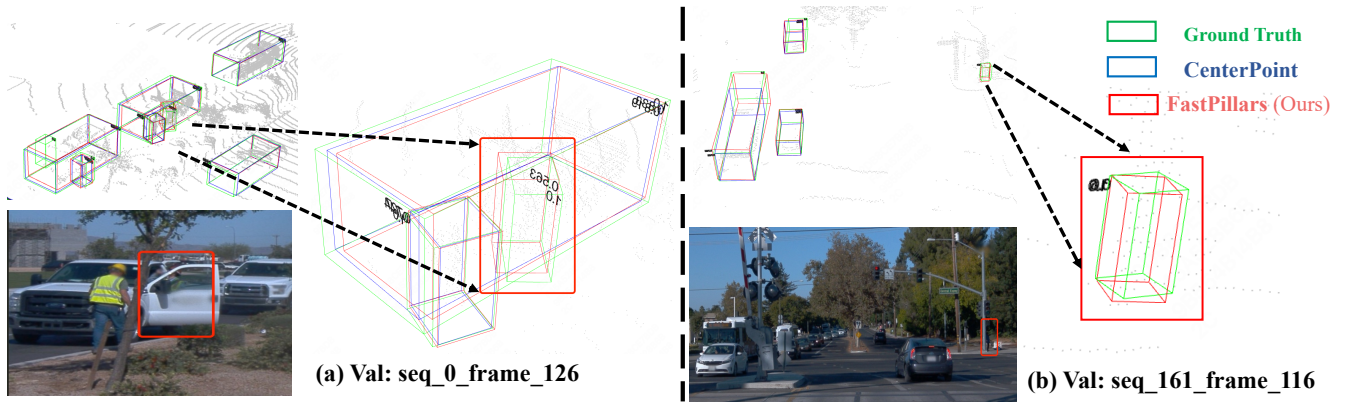 Ground Truth
CenterPoint
FastPillars (Ours)
0.563
1.0
(a) Val: seq_0_frame_126
(b) Val: seq_161_frame_116